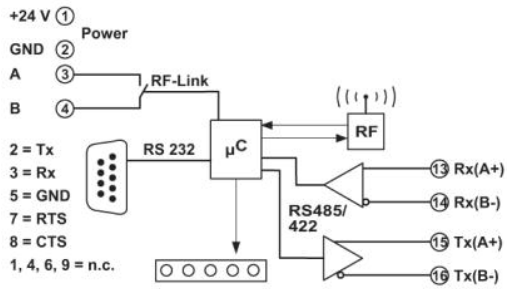 +24 V 1
Power
GND 2
A 3
RF-Link
B 4
RF
µC
RS 232
2 = Tx
3 = Rx
5 = GND
7 = RTS
8 = CTS
1, 4, 6, 9 = n.c.
13 Rx(A+)
14 Rx(B-)
RS485/
422
15 Tx(A+)
16 Tx(B-)